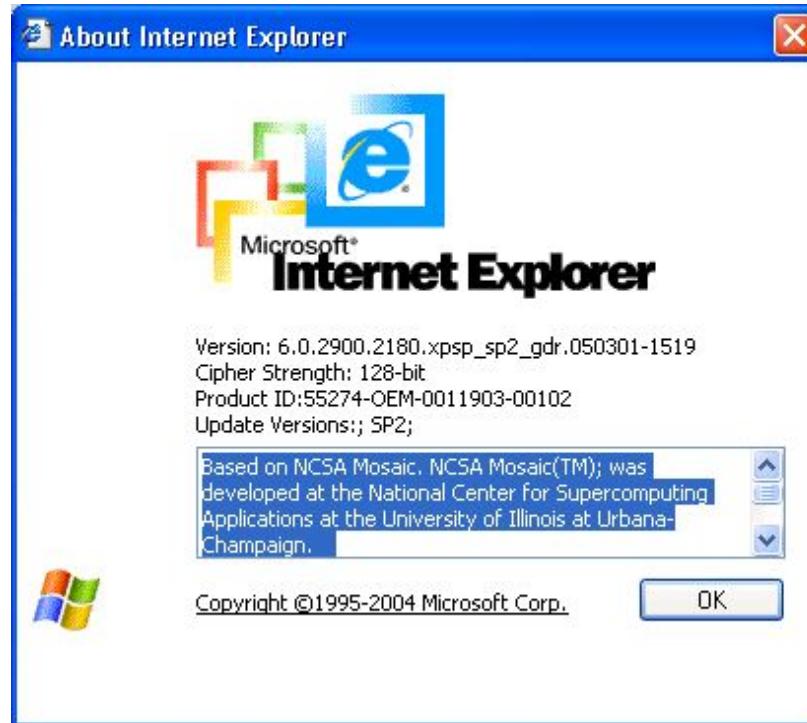 About Internet Explorer
Microsoft®
Internet Explorer
Version: 6.0.2900.2180.xpsp_sp2_gdr.050301-1519
Cipher Strength: 128-bit
Product ID:55274-OEM-0011903-00102
Update Versions:; SP2;
Based on NCSA Mosaic. NCSA Mosaic(TM); was
developed at the National Center for Supercomputing
Applications at the University of Illinois at Urbana-
Champaign.
Copyright ©1995-2004 Microsoft Corp.
OK